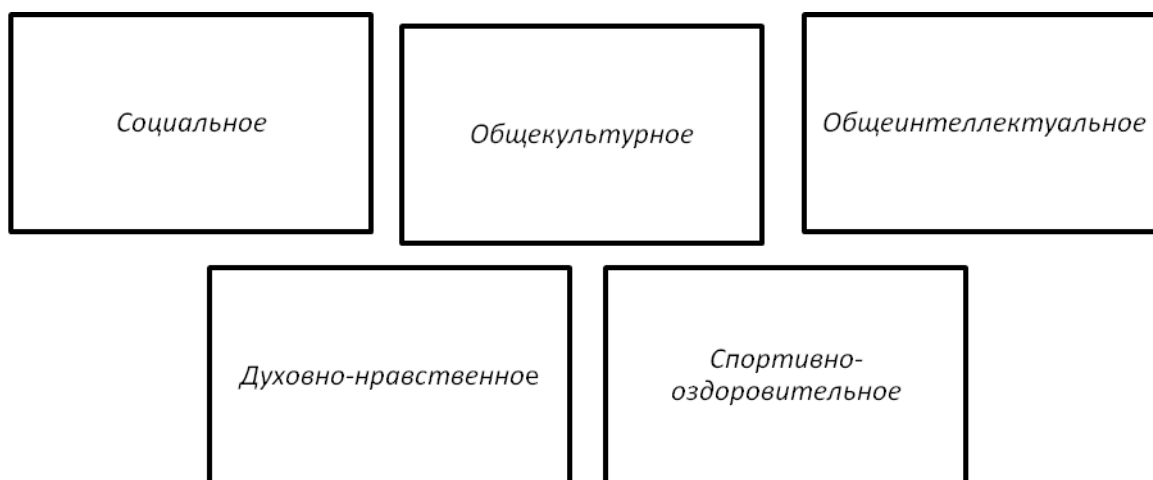 Социальное
Общекультурное
Общеинтеллектуальное
Духовно-нравственное
Спортивно-
оздоровительное